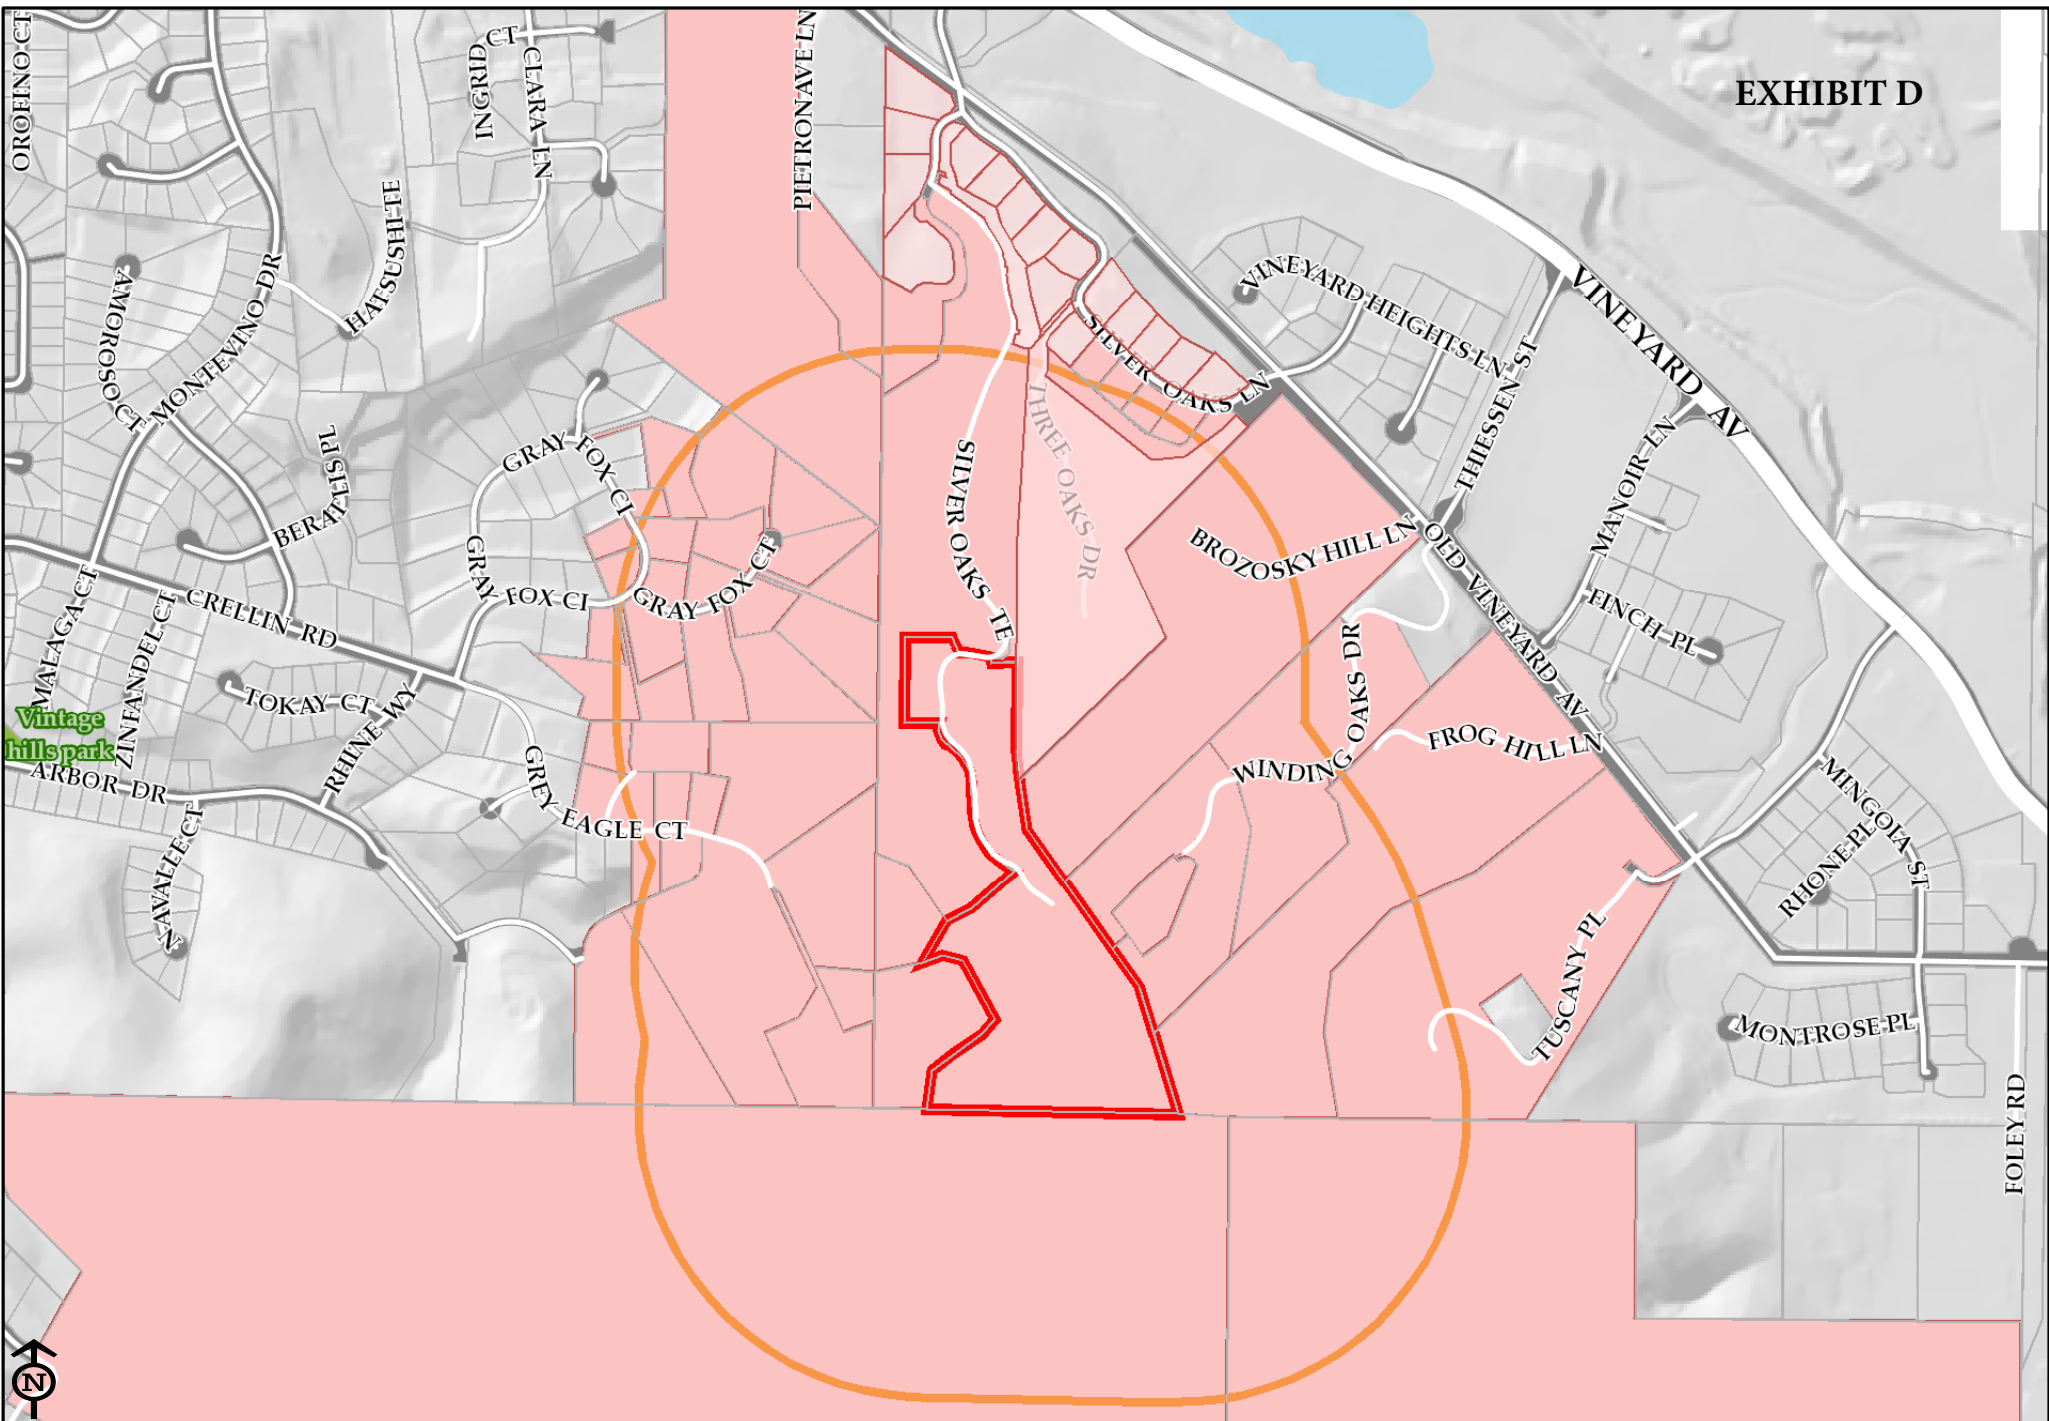 EXHIBIT D
OROFINO CT
INGRID CT
CLARA LN
PIETRONAVE LN
HATSUSHI TE
AMOROSO CT
MONTEVINO DR
VINEYARD HEIGHTS LN
VINEYARD AV
SILVER OAKS LN
THIESSEN ST
THREE OAKS DR
MANOIR LN
BERATLIS PL
GRAY FOX CI
SILVER OAKS TE
BROZOSKY HILL LN
OLD VINEYARD AV
GRAY FOX CI
GRAY FOX CT
FINCH PL
MALAGA CT
ZINFANDEL CT
CRELLIN RD
WINDING OAKS DR
TOKAY CT
RHINE WY
Vintage
hills park
FROG HILL LN
ARBOR DR
GREY EAGLE CT
MINGOIA ST
RHONE PL
NAVALLE CT
TUSCANY PL
MONTROSE PL
FOLEY RD
N